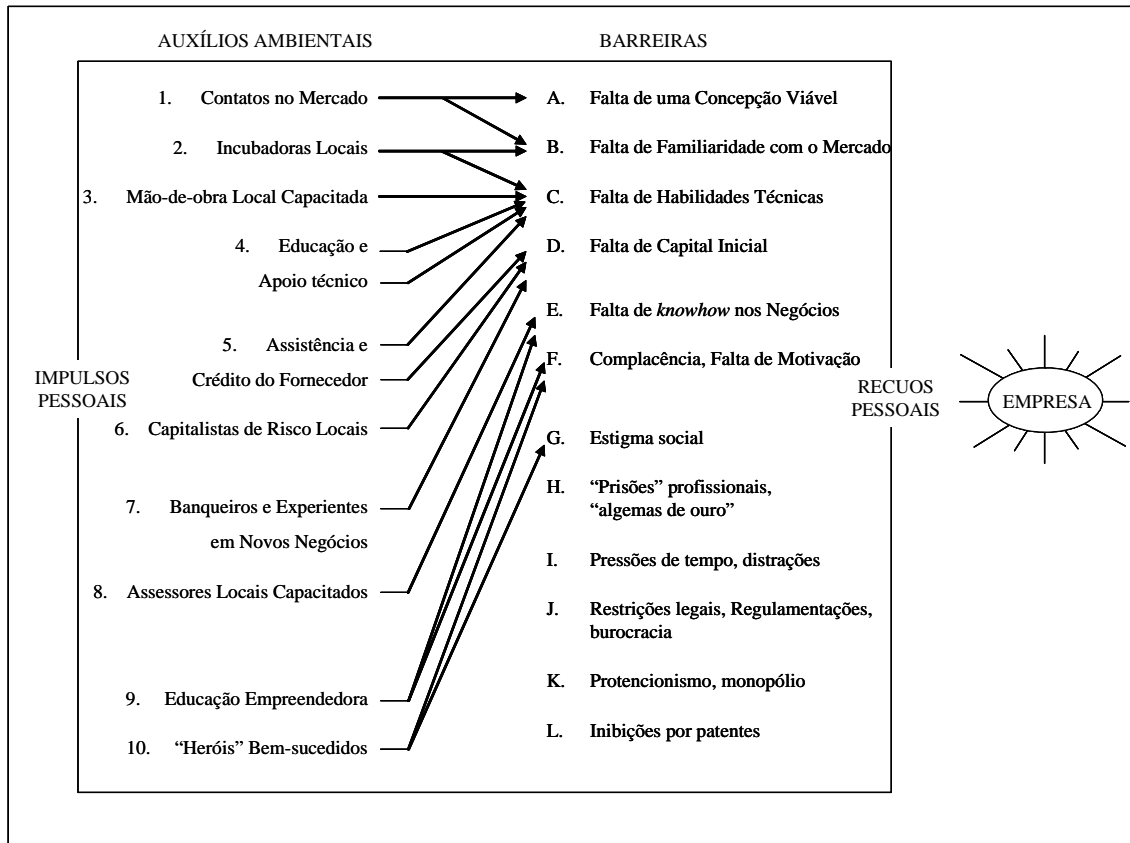 AUXÍLIOS AMBIENTAIS
BARREIRAS
1. Contatos no Mercado
2. Incubadoras Locais
3. Mão-de-obra Local Capacitada
4. Educação e
Apoio técnico
5. Assistência e
Crédito do Fornecedor
6. Capitalistas de Risco Locais
7. Banqueiros e Experientes
em Novos Negócios
8. Assessores Locais Capacitados
9. Educação Empreendedora
10. “Heróis” Bem-sucedidos
A. Falta de uma Concepção Viável
B. Falta de Familiaridade com o Mercado
C. Falta de Habilidades Técnicas
D. Falta de Capital Inicial
E. Falta de knowhow nos Negócios
F. Complacência, Falta de Motivação
G. Estigma social
H. “Prisões” profissionais,
“algemas de ouro”
I. Pressões de tempo, distrações
J. Restrições legais, Regulamentações,
burocracia
K. Protencionismo, monopólio
L. Inibições por patentes
IMPULSOS
PESSOAIS
RECUOS
PESSOAIS
EMPRESA